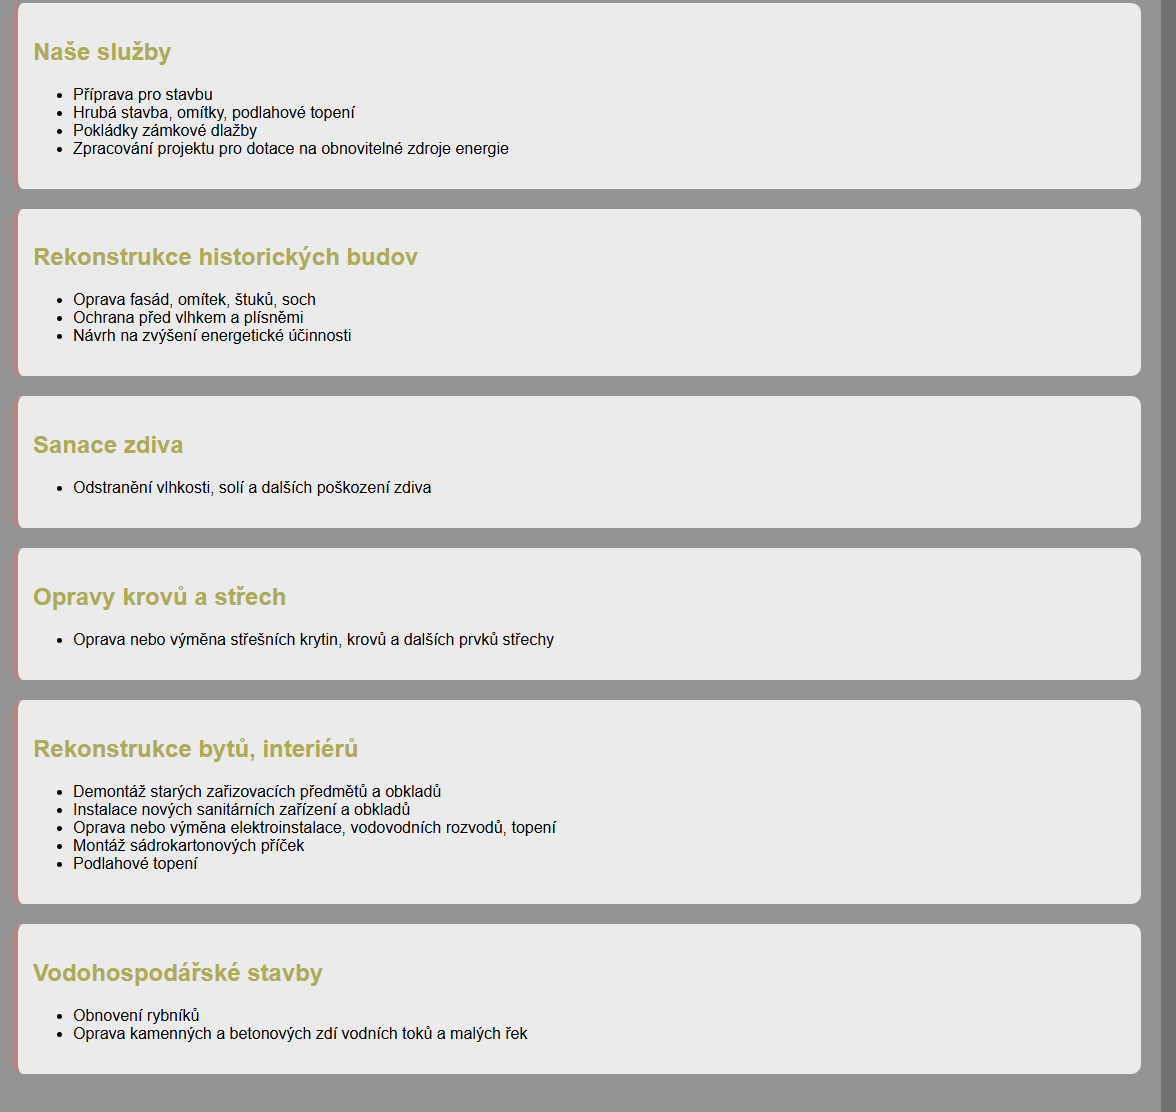 Naše služby
Příprava pro stavbu
Hrubá stavba, omítky, podlahové topení
Pokládky zámkové dlažby
Zpracování projektu pro dotace na obnovitelné zdroje energie
Rekonstrukce historických budov
Oprava fasád, omítek, štuků, soch
Ochrana před vlhkem a plísněmi
Návrh na zvýšení energetické účinnosti
Sanace zdiva
Odstranění vlhkosti, solí a dalších poškození zdiva
Opravy krovů a střech
Oprava nebo výměna střešních krytin, krovů a dalších prvků střechy
Rekonstrukce bytů, interiérů
Demontáž starých zařizovacích předmětů a obkladů
Instalace nových sanitárních zařízení a obkladů
Oprava nebo výměna elektroinstalace, vodovodních rozvodů, topení
Montáž sádrokartonových příček
Podlahové topení
Vodohospodářské stavby
Obnovení rybníků
Oprava kamenných a betonových zdí vodních toků a malých řek